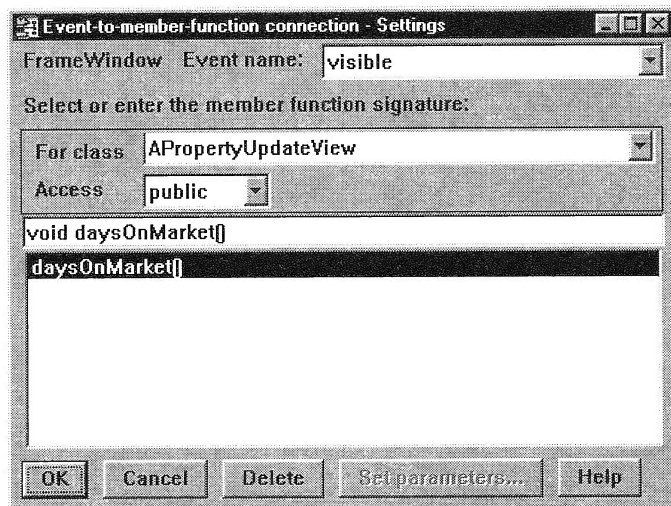 Event-to-member-function connection - Settings
FrameWindow Event name: visible
Select or enter the member function signature:
For class APropertyUpdateView
Access public
void daysOnMarket()
daysOnMarket()
OK Cancel Delete Set parameters... Help